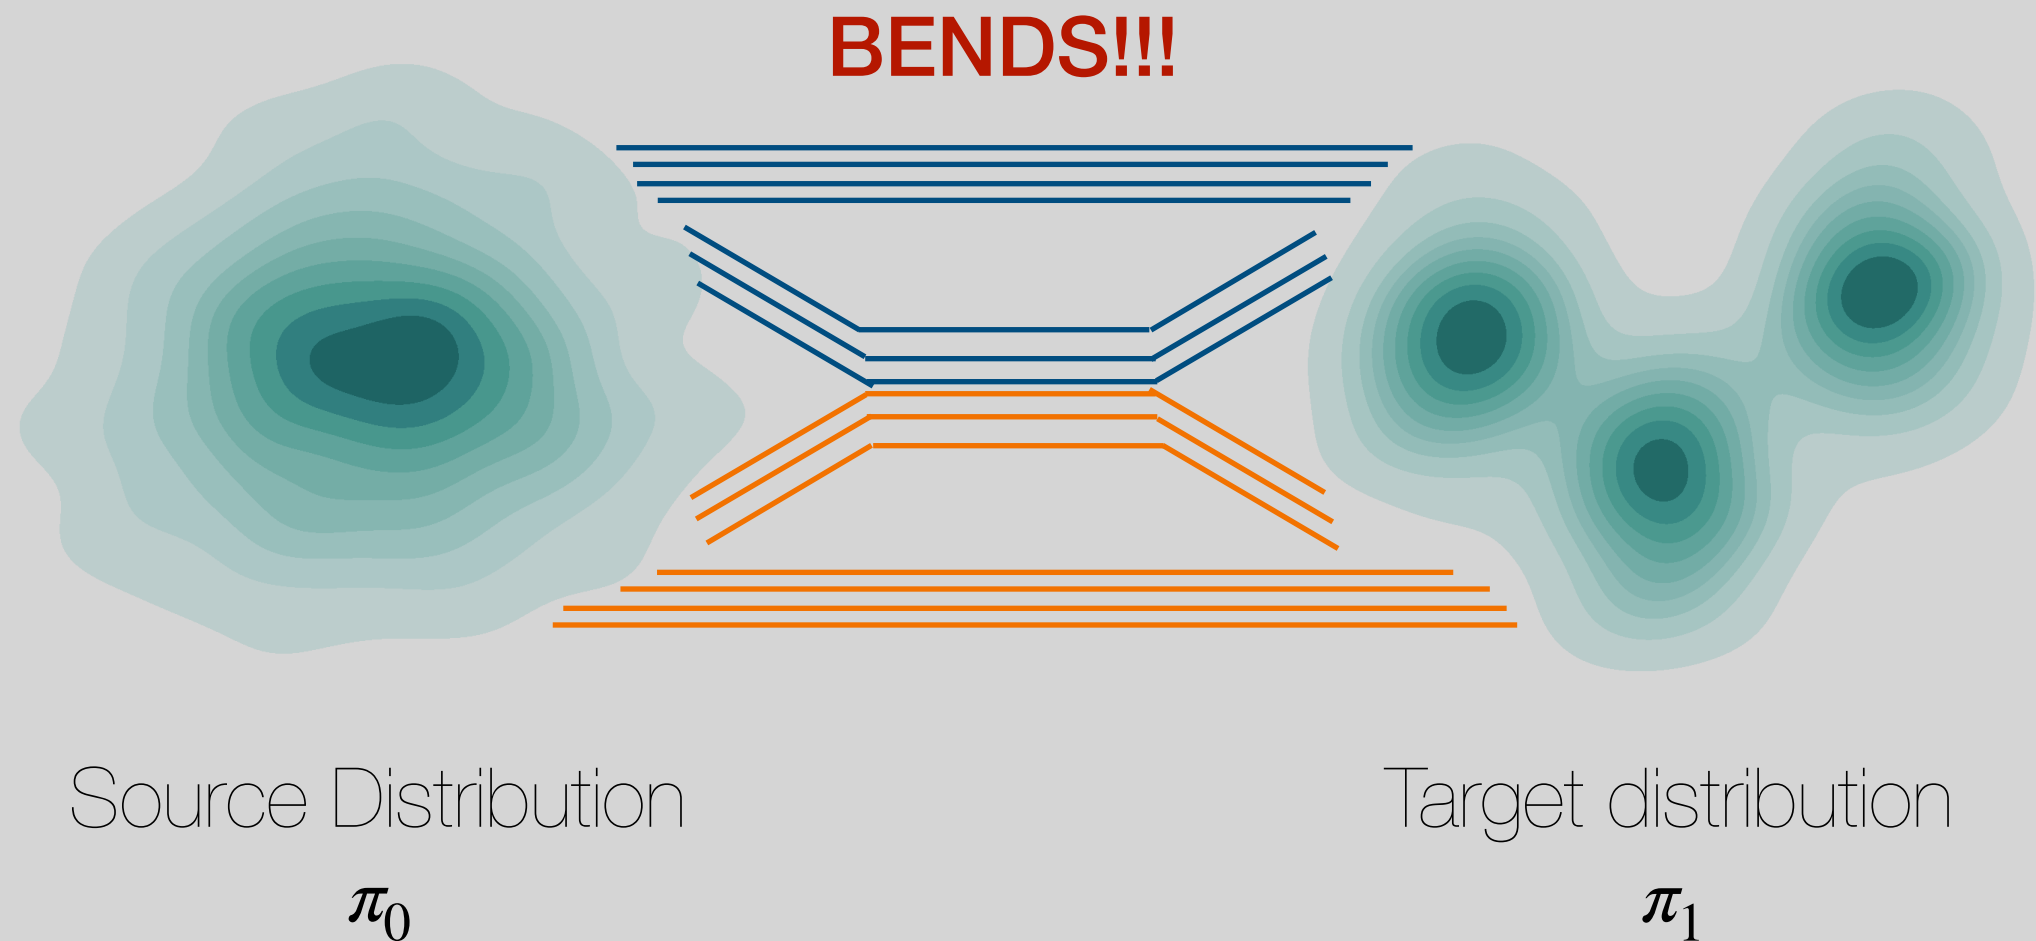 BENDS!!!
Source Distribution
π₀
Target distribution
π₁